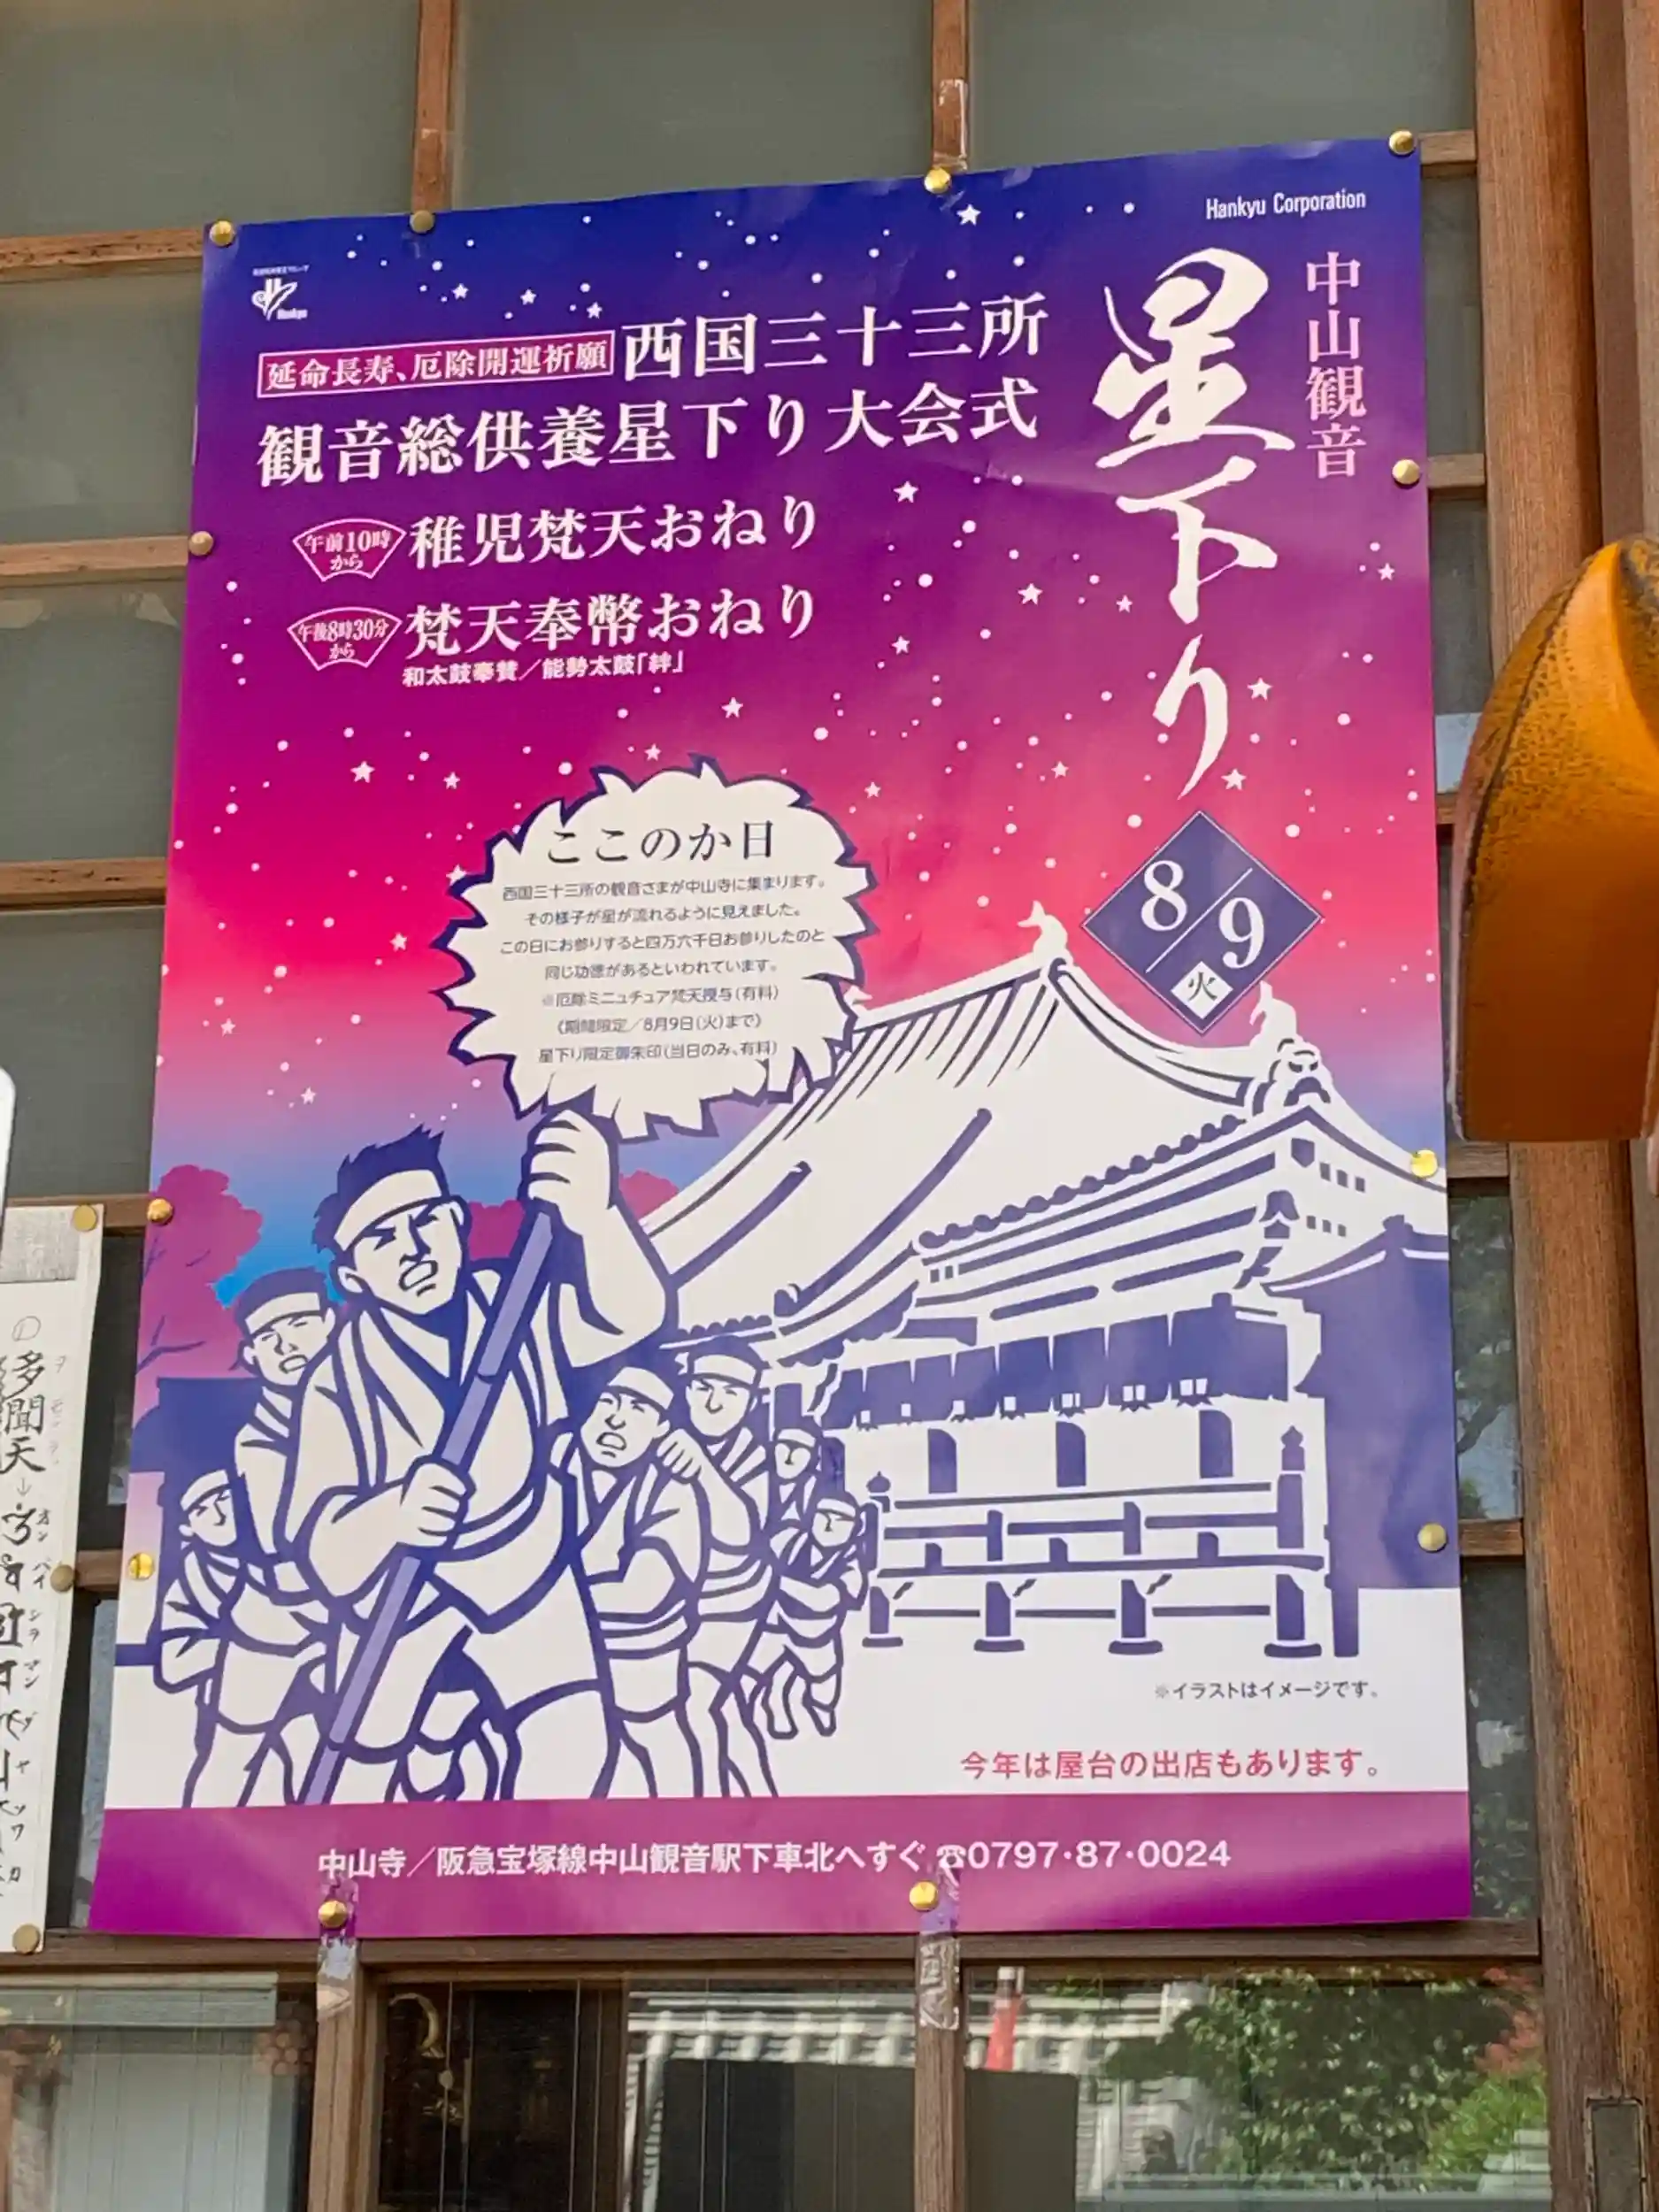 Hankyu Corporation
中山観音
星下り
8/9
火
Hankyu
延命長寿、厄除開運祈願 西国三十三所
観音総供養星下り大会式
午前10時から 稚児梵天おねり
午後8時30分から 梵天奉幣おねり
和太鼓奉賛／能勢太鼓「絆」
ここのか日
西国三十三所の観音さまが中山寺に集まります。
その様子が星が流れるように見えました。
この日にお参りすると四万六千日お参りしたのと
同じ功徳があるといわれています。
※厄除ミニュチュア梵天授与(有料)
《期間限定／8月9日(火)まで》
星下り限定御朱印(当日のみ、有料)
※イラストはイメージです。
今年は屋台の出店もあります。
中山寺／阪急宝塚線中山観音駅下車北へすぐ ☎0797·87·0024
多聞天